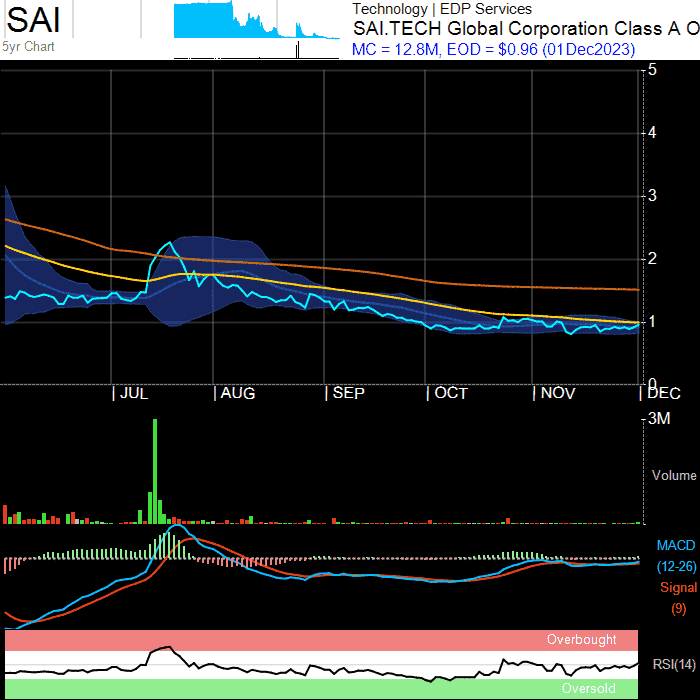 SAI
5yr Chart
Technology | EDP Services
SAI.TECH Global Corporation Class A O
MC = 12.8M, EOD = $0.96 (01Dec2023)
5
4
3
2
1
0
JUL AUG SEP OCT NOV DEC
3M
Volume
MACD
(12-26)
Signal
(9)
Overbought
RSI(14)
Oversold